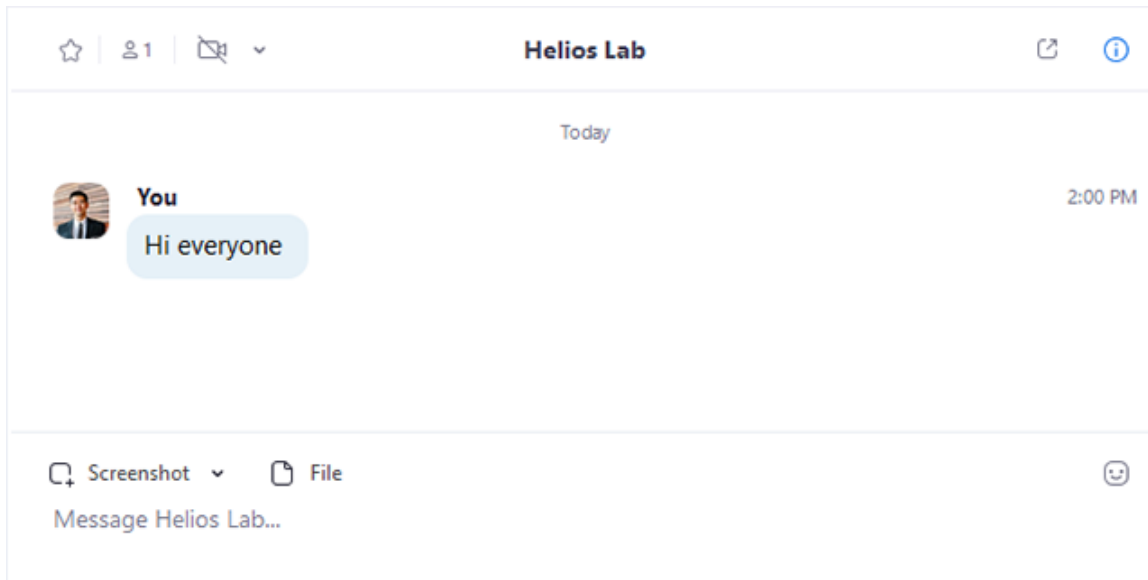 1
Helios Lab
Today
You
2:00 PM
Hi everyone
Screenshot
File
Message Helios Lab...